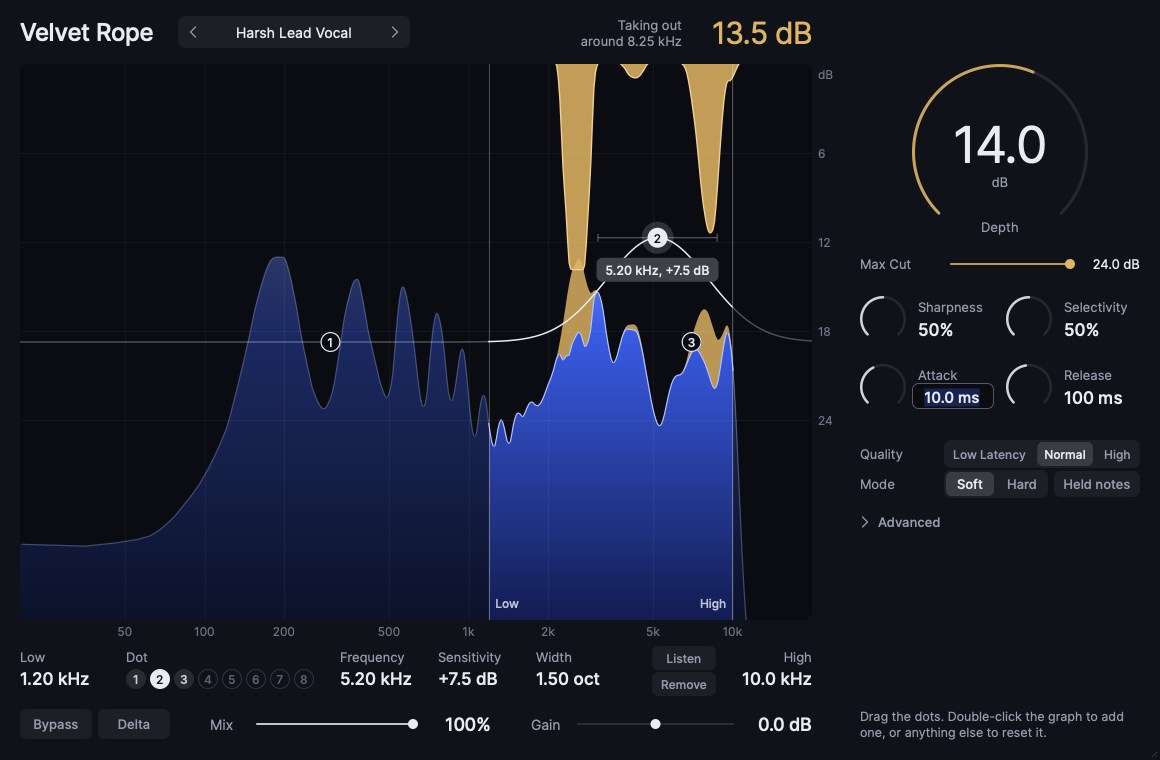 Velvet Rope
Harsh Lead Vocal
Taking out
around 8.25 kHz
13.5 dB
dB
6
12
18
24
2
5.20 kHz, +7.5 dB
1
3
Low
High
50
100
200
500
1k
2k
5k
10k
14.0
dB
Depth
Max Cut
24.0 dB
Sharpness
50%
Selectivity
50%
Attack
10.0 ms
Release
100 ms
Quality
Low Latency
Normal
High
Mode
Soft
Hard
Held notes
Advanced
Low
1.20 kHz
Dot
1 2 3 4 5 6 7 8
Frequency
5.20 kHz
Sensitivity
+7.5 dB
Width
1.50 oct
Listen
Remove
High
10.0 kHz
Bypass
Delta
Mix
100%
Gain
0.0 dB
Drag the dots. Double-click the graph to add
one, or anything else to reset it.